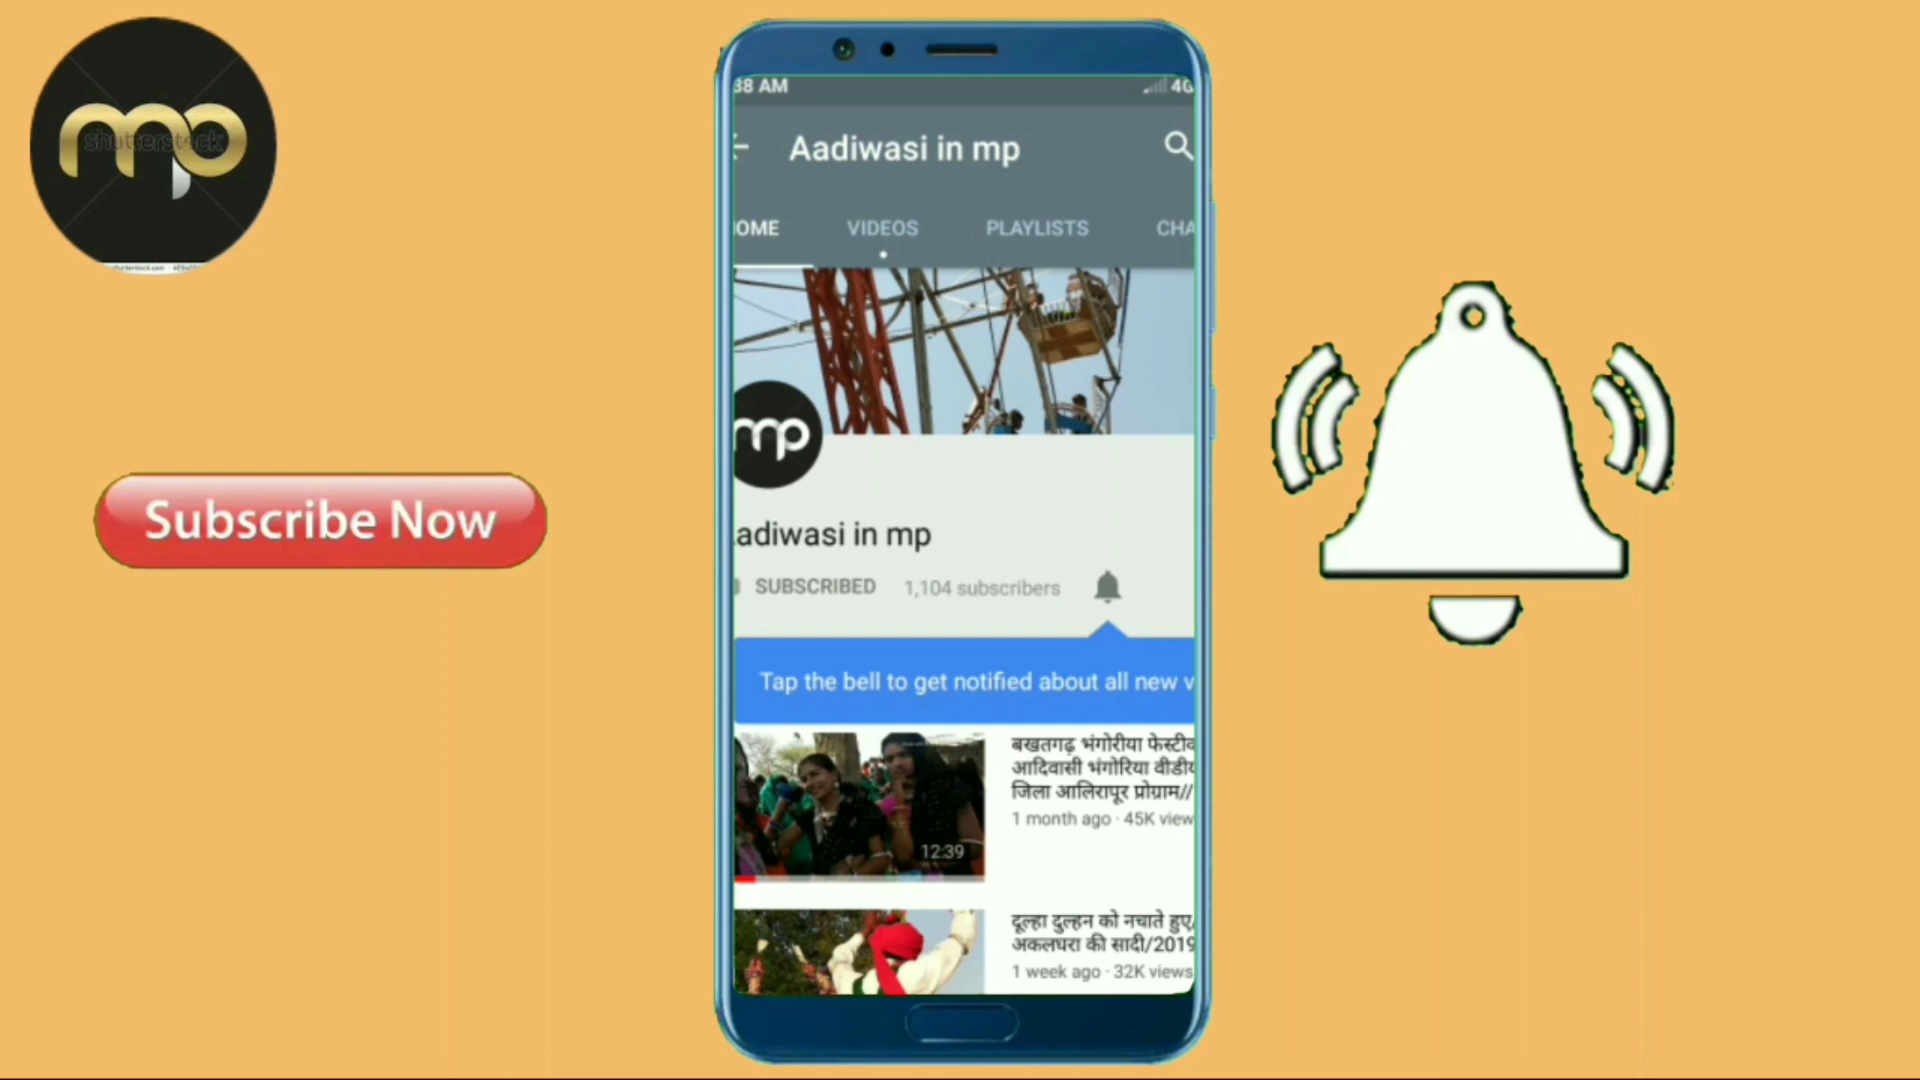 mp
shutterstock
Subscribe Now
38 AM
4G
Aadiwasi in mp
OME VIDEOS PLAYLISTS CHA
mp
adiwasi in mp
SUBSCRIBED 1,104 subscribers
Tap the bell to get notified about all new v
बखतगढ़ भंगोरीया फेस्टीव
आदिवासी भंगोरिया वीडीय
जिला आलिरापूर प्रोग्राम//
1 month ago · 45K view
12:39
दूल्हा दुल्हन को नचाते हुए/
अकलघरा की सादी/2019
1 week ago · 32K views